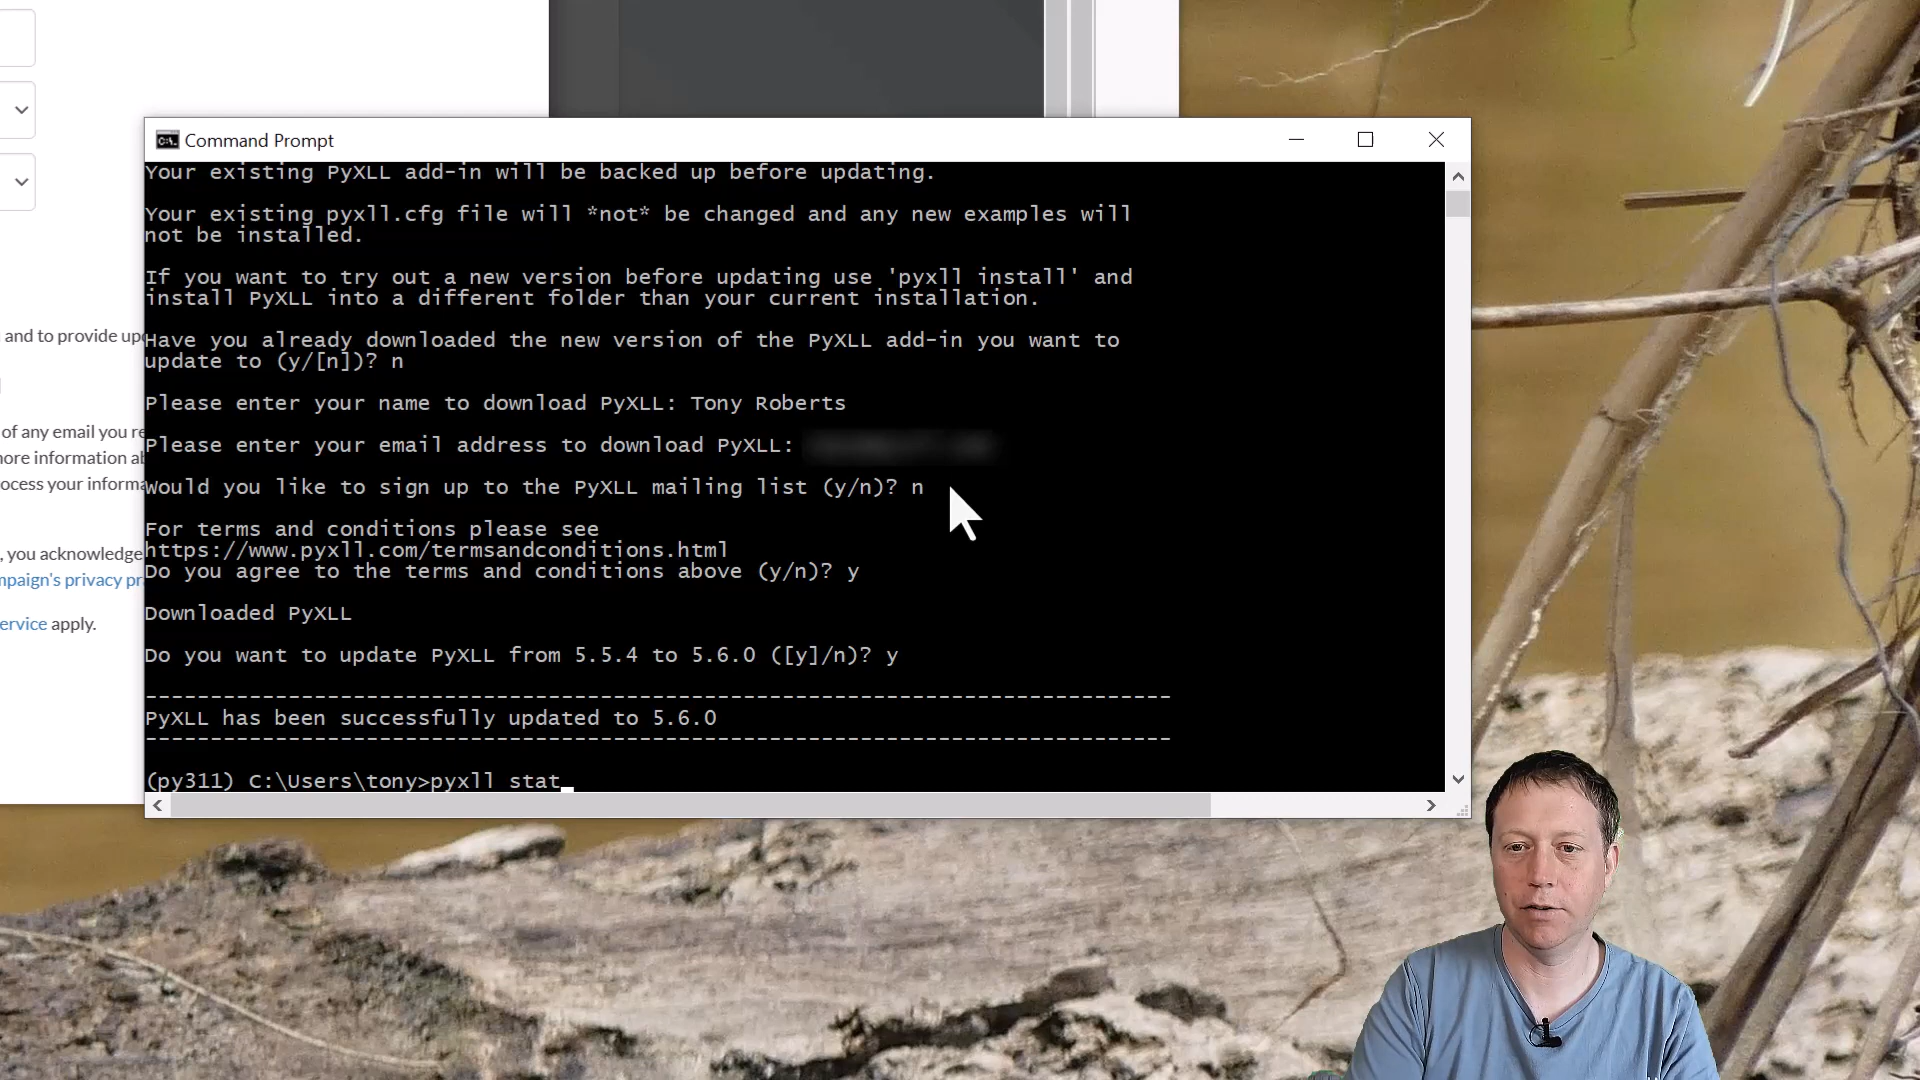 Command Prompt
Your existing PyXLL add-in will be backed up before updating.
Your existing pyxll.cfg file will *not* be changed and any new examples will
not be installed.
If you want to try out a new version before updating use 'pyxll install' and
install PyXLL into a different folder than your current installation.
Have you already downloaded the new version of the PyXLL add-in you want to
update to (y/[n])? n
Please enter your name to download PyXLL: Tony Roberts
Please enter your email address to download PyXLL:
Would you like to sign up to the PyXLL mailing list (y/n)? n
For terms and conditions please see
https://www.pyxll.com/termsandconditions.html
Do you agree to the terms and conditions above (y/n)? y
Downloaded PyXLL
Do you want to update PyXLL from 5.5.4 to 5.6.0 ([y]/n)? y
--------------------------------------------------------------------------------
PyXLL has been successfully updated to 5.6.0
--------------------------------------------------------------------------------
(py311) C:\Users\tony>pyxll stat_
and to provide up
of any email you re
more information ab
ocess your informa
, you acknowledge
mpaign's privacy pr
ervice apply.